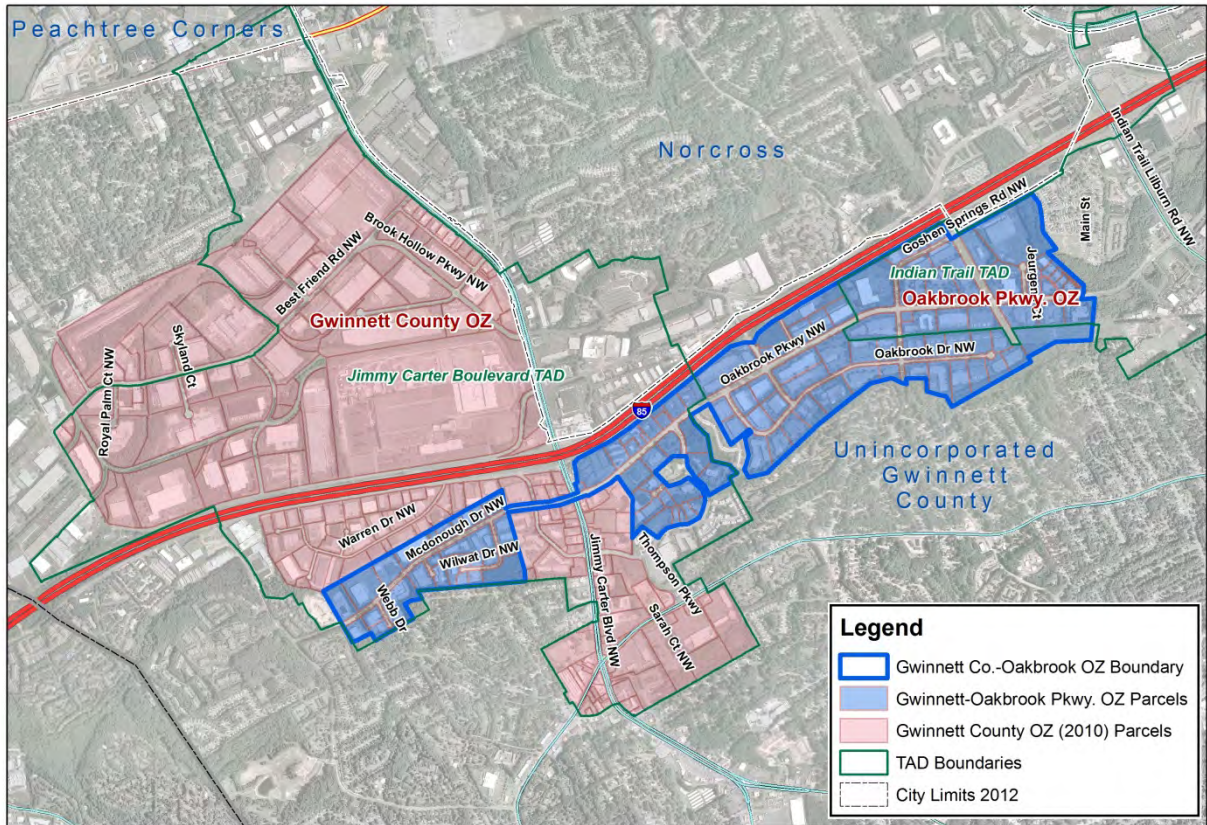 Peachtree Corners
Norcross
Indian Trail Lilburn Rd NW
Main St
Goshen Springs Rd NW
Brook Hollow Pkwy NW
Best Friend Rd NW
Indian Trail TAD
Jeurgen Ct
Oakbrook Pkwy. OZ
Gwinnett County OZ
Skyland Ct
Oakbrook Pkwy NW
Oakbrook Dr NW
Jimmy Carter Boulevard TAD
Royal Palm Ct NW
85
Unincorporated
Gwinnett
County
Warren Dr NW
Mcdonough Dr NW
Wilwat Dr NW
Webb Dr
Thompson Pkwy
Jimmy Carter Blvd NW
Sarah Ct NW
Legend
Gwinnett Co.-Oakbrook OZ Boundary
Gwinnett-Oakbrook Pkwy. OZ Parcels
Gwinnett County OZ (2010) Parcels
TAD Boundaries
City Limits 2012